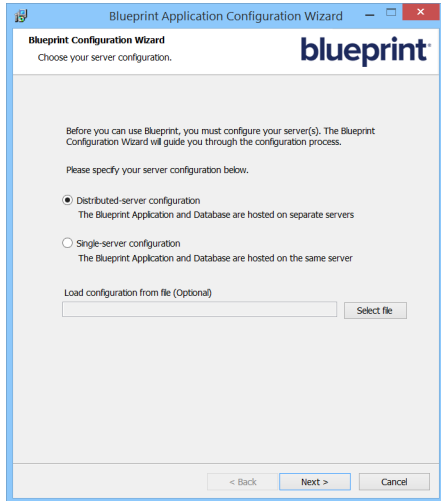 Blueprint Application Configuration Wizard
Blueprint Configuration Wizard
Choose your server configuration.
blueprint
Before you can use Blueprint, you must configure your server(s). The Blueprint
Configuration Wizard will guide you through the configuration process.
Please specify your server configuration below.
Distributed-server configuration
The Blueprint Application and Database are hosted on separate servers
Single-server configuration
The Blueprint Application and Database are hosted on the same server
Load configuration from file (Optional)
Select file
< Back Next > Cancel